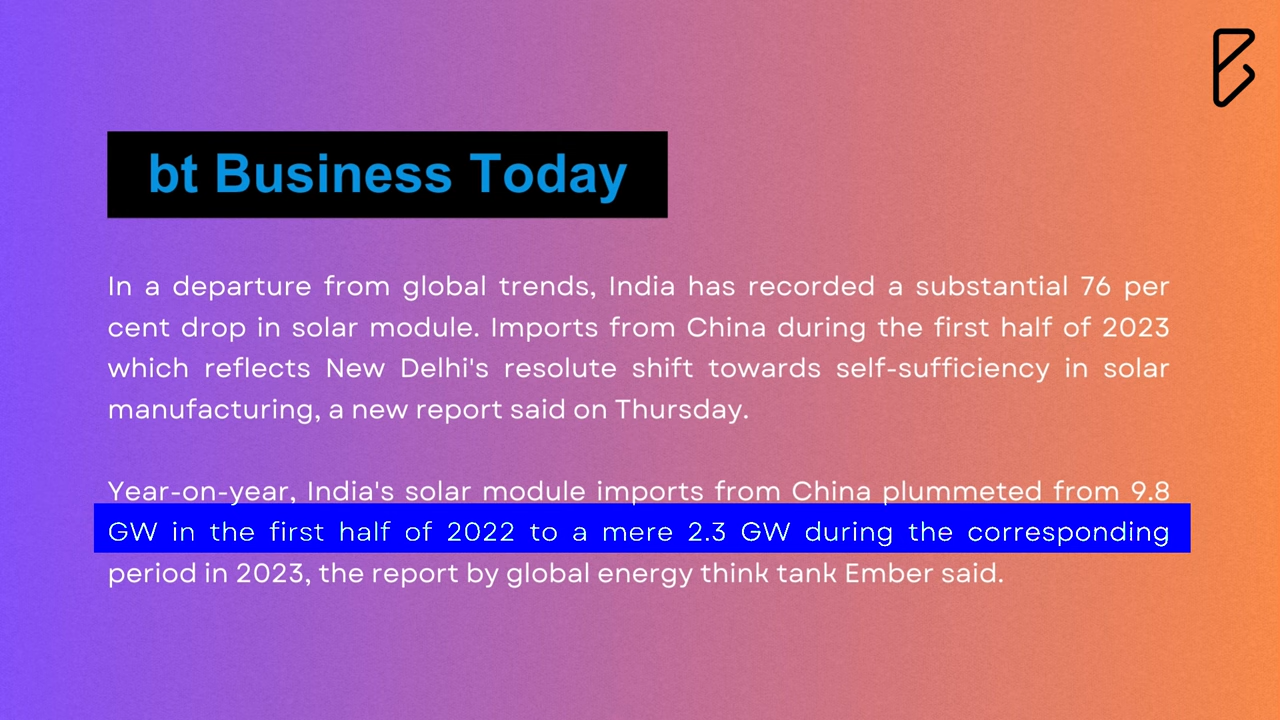 bt Business Today
In a departure from global trends, India has recorded a substantial 76 per
cent drop in solar module. Imports from China during the first half of 2023
which reflects New Delhi's resolute shift towards self-sufficiency in solar
manufacturing, a new report said on Thursday.
Year-on-year, India's solar module imports from China plummeted from 9.8
GW in the first half of 2022 to a mere 2.3 GW during the corresponding
period in 2023, the report by global energy think tank Ember said.